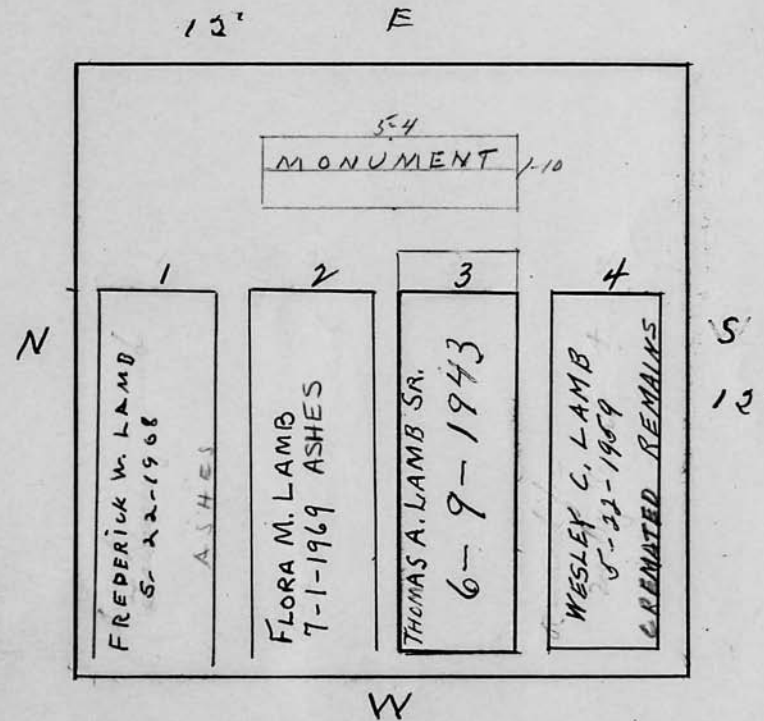 12' E
5-4
MONUMENT
1-10
1 2 3 4
N
S
12
FREDERICK W. LAMB
5-22-1968
ASHES
FLORA M. LAMB
7-1-1969 ASHES
THOMAS A. LAMB SR.
6-9-1943
WESLEY C. LAMB
5-22-1959
CREMATED REMAINS
W